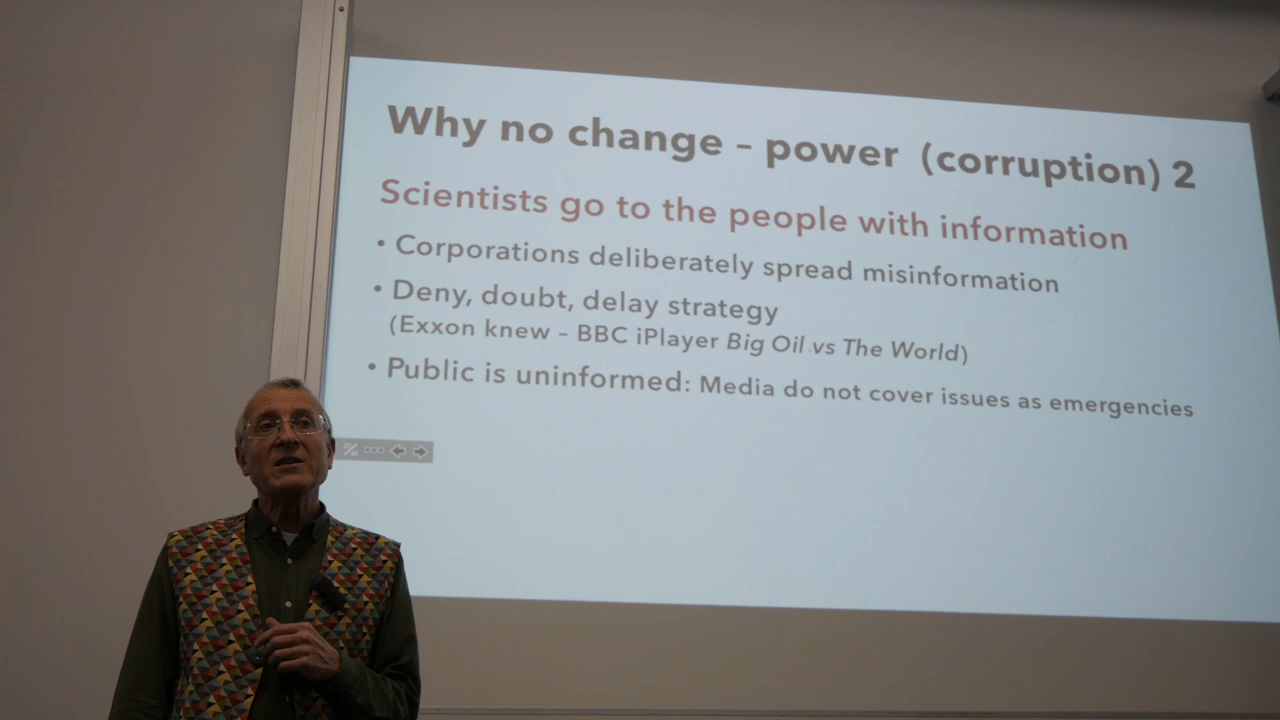 Why no change – power (corruption) 2
Scientists go to the people with information
• Corporations deliberately spread misinformation
• Deny, doubt, delay strategy
(Exxon knew – BBC iPlayer Big Oil vs The World)
• Public is uninformed: Media do not cover issues as emergencies